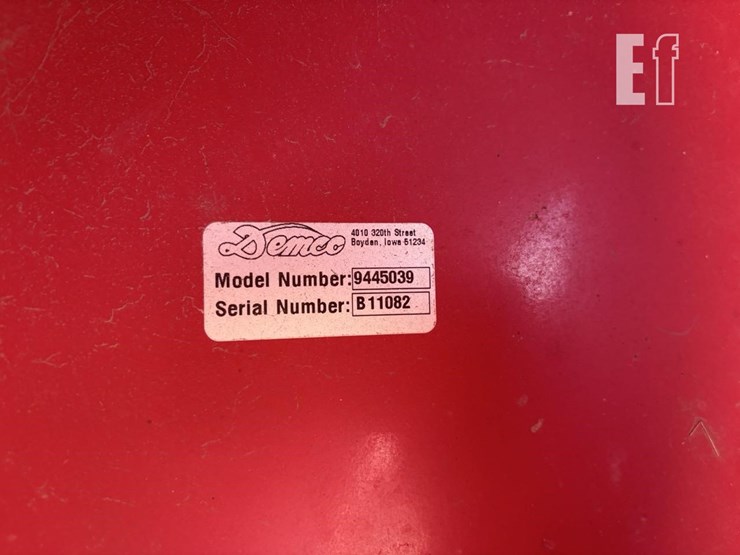 Ef
Demco
4010 320th Street
Boyden, Iowa 51234
Model Number: 9445039
Serial Number: B11082